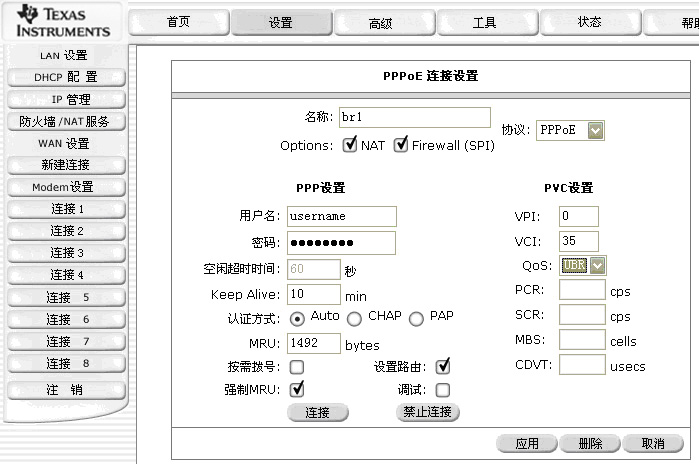 TEXAS INSTRUMENTS
首页 设置 高级 工具 状态 帮
LAN 设置
DHCP 配 置
IP 管理
防火墙/NAT服务
WAN 设置
新建连接
Modem设置
连接 1
连接 2
连接 3
连接 4
连接 5
连接 6
连接 7
连接 8
注 销
PPPoE 连接设置
名称: br1
协议: PPPoE
Options: NAT Firewall (SPI)
PPP设置
用户名: username
密码: ●●●●●●●●
空闲超时时间: 60 秒
Keep Alive: 10 min
认证方式: Auto CHAP PAP
MRU: 1492 bytes
按需拨号: 设置路由:
强制MRU: 调试:
连接 禁止连接
PVC设置
VPI: 0
VCI: 35
QoS: UBR
PCR: cps
SCR: cps
MBS: cells
CDVT: usecs
应用 删除 取消